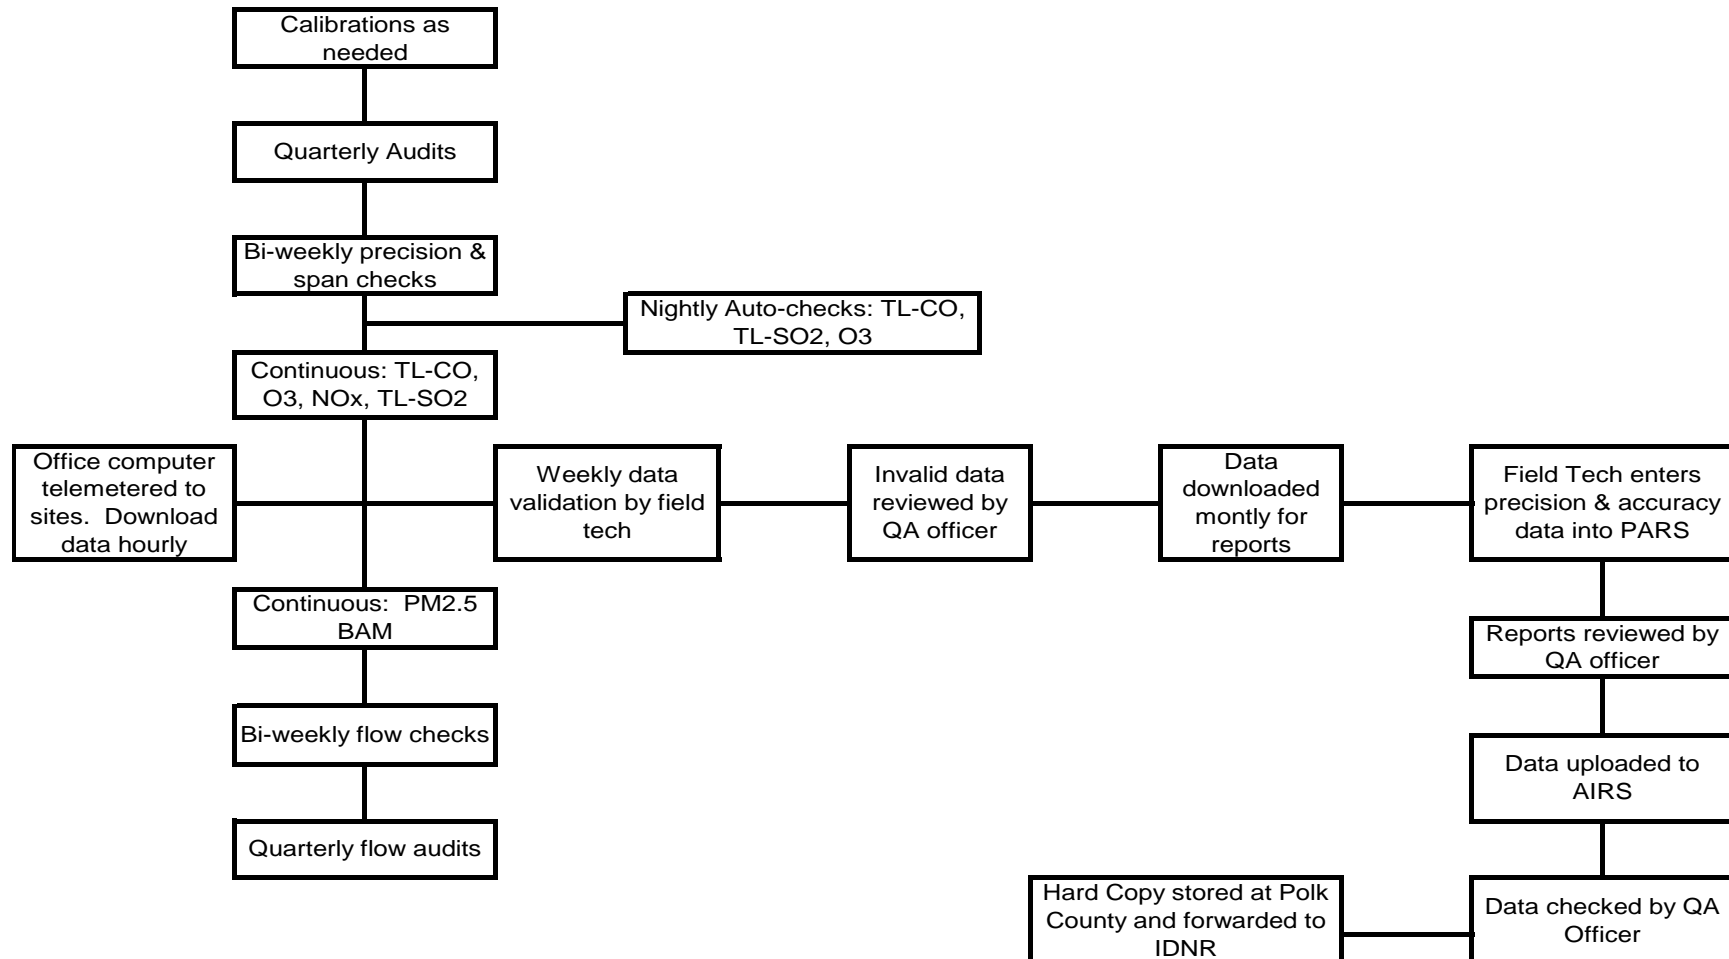 Calibrations as
needed
Quarterly Audits
Bi-weekly precision &
span checks
Nightly Auto-checks: TL-CO,
TL-SO2, O3
Continuous: TL-CO,
O3, NOx, TL-SO2
Office computer
telemetered to
sites.  Download
data hourly
Weekly data
validation by field
tech
Invalid data
reviewed by
QA officer
Data
downloaded
montly for
reports
Field Tech enters
precision & accuracy
data into PARS
Continuous:  PM2.5
BAM
Reports reviewed by
QA officer
Bi-weekly flow checks
Data uploaded to
AIRS
Quarterly flow audits
Hard Copy stored at Polk
County and forwarded to
IDNR
Data checked by QA
Officer